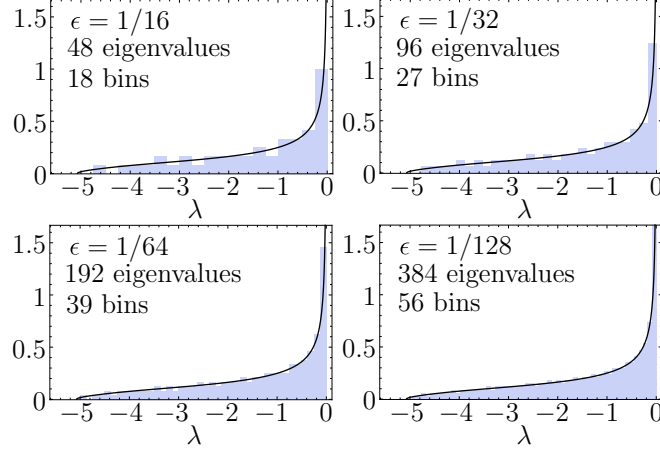 1.5
1
0.5
0
ϵ = 1/16
48 eigenvalues
18 bins
−5 −4 −3 −2 −1 0
λ
1.5
1
0.5
0
ϵ = 1/32
96 eigenvalues
27 bins
−5 −4 −3 −2 −1 0
λ
1.5
1
0.5
0
ϵ = 1/64
192 eigenvalues
39 bins
−5 −4 −3 −2 −1 0
λ
1.5
1
0.5
0
ϵ = 1/128
384 eigenvalues
56 bins
−5 −4 −3 −2 −1 0
λ